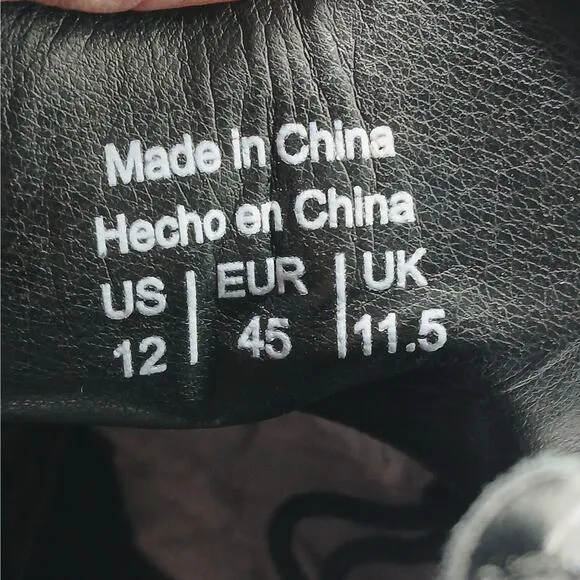 Made in China
Hecho en China
US | EUR | UK
12 | 45 | 11.5